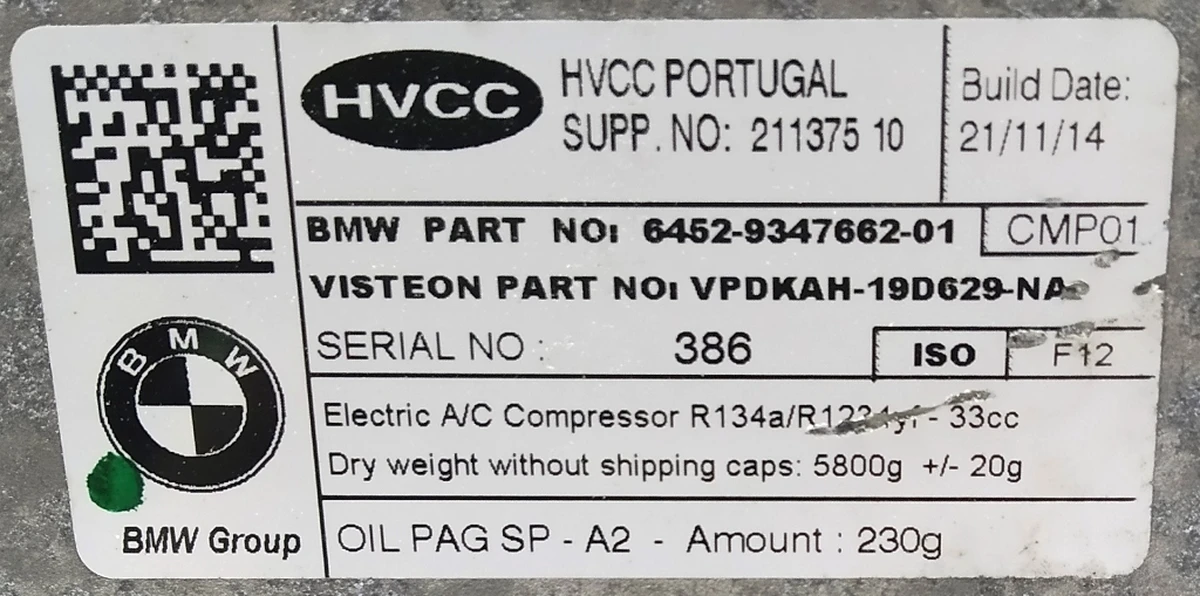 HVCC
HVCC PORTUGAL
SUPP. NO: 211375 10
Build Date:
21/11/14
BMW PART NO: 6452-9347662-01
CMP01
VISTEON PART NO: VPDKAH-19D629-NA
SERIAL NO : 386
ISO
F12
Electric A/C Compressor R134a/R1234yf - 33cc
Dry weight without shipping caps: 5800g +/- 20g
OIL PAG SP - A2 - Amount : 230g
BMW
BMW Group